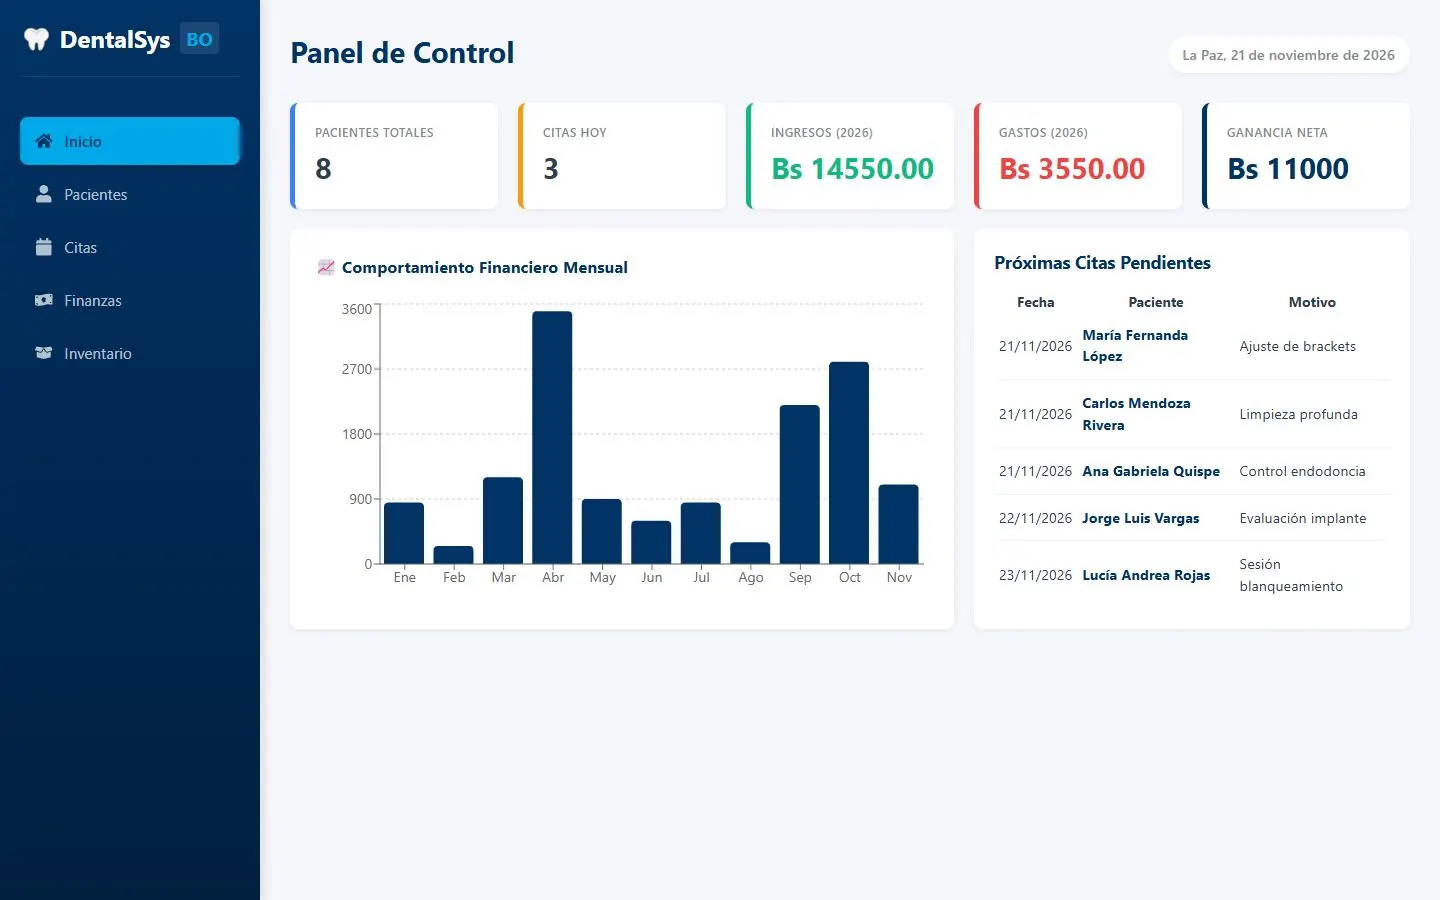 DentalSys BO
Inicio
Pacientes
Citas
Finanzas
Inventario
Panel de Control
La Paz, 21 de noviembre de 2026
PACIENTES TOTALES
8
CITAS HOY
3
INGRESOS (2026)
Bs 14550.00
GASTOS (2026)
Bs 3550.00
GANANCIA NETA
Bs 11000
Comportamiento Financiero Mensual
3600
2700
1800
900
0
Ene Feb Mar Abr May Jun Jul Ago Sep Oct Nov
Próximas Citas Pendientes
Fecha Paciente Motivo
21/11/2026 María Fernanda López Ajuste de brackets
21/11/2026 Carlos Mendoza Rivera Limpieza profunda
21/11/2026 Ana Gabriela Quispe Control endodoncia
22/11/2026 Jorge Luis Vargas Evaluación implante
23/11/2026 Lucía Andrea Rojas Sesión blanqueamiento